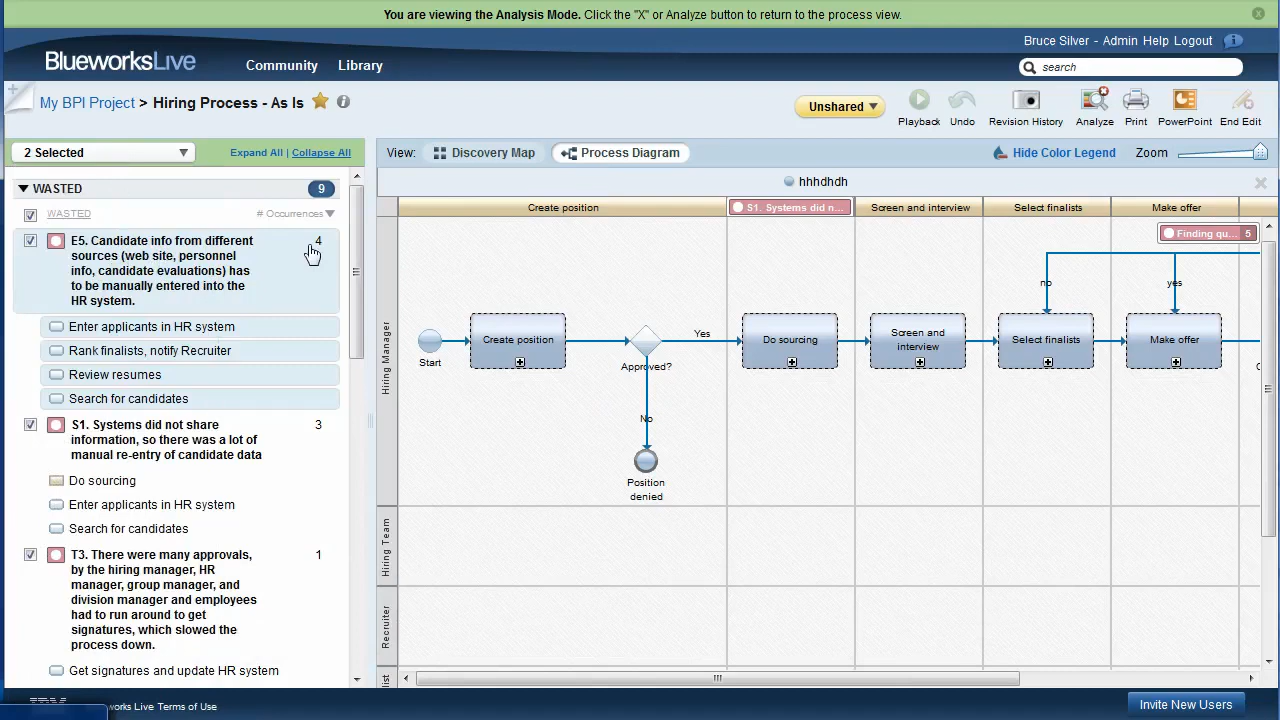 You are viewing the Analysis Mode. Click the "X" or Analyze button to return to the process view.
Bruce Silver - Admin Help Logout
BlueworksLive
Community
Library
search
My BPI Project > Hiring Process - As Is
Unshared
Playback
Undo
Revision History
Analyze
Print
PowerPoint
End Edit
2 Selected
Expand All | Collapse All
View:
Discovery Map
Process Diagram
Hide Color Legend
Zoom
hhhdhdh
WASTED
9
WASTED
# Occurrences
E5. Candidate info from different
sources (web site, personnel
info, candidate evaluations) has
to be manually entered into the
HR system.
4
Enter applicants in HR system
Rank finalists, notify Recruiter
Review resumes
Search for candidates
S1. Systems did not share
information, so there was a lot of
manual re-entry of candidate data
3
Do sourcing
Enter applicants in HR system
Search for candidates
T3. There were many approvals,
by the hiring manager, HR
manager, group manager, and
division manager and employees
had to run around to get
signatures, which slowed the
process down.
1
Get signatures and update HR system
Create position
S1. Systems did n...
Screen and interview
Select finalists
Make offer
Finding qu... 5
Hiring Manager
Start
Create position
Approved?
Yes
No
Position
denied
Do sourcing
Screen and
interview
Select finalists
Make offer
no
yes
Hiring Team
Recruiter
Live Terms of Use
Invite New Users